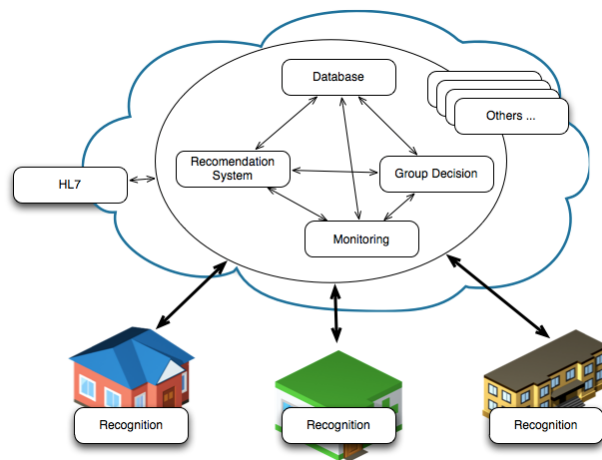 Database
Others ...
Recomendation
System
Group Decision
HL7
Monitoring
Recognition
Recognition
Recognition